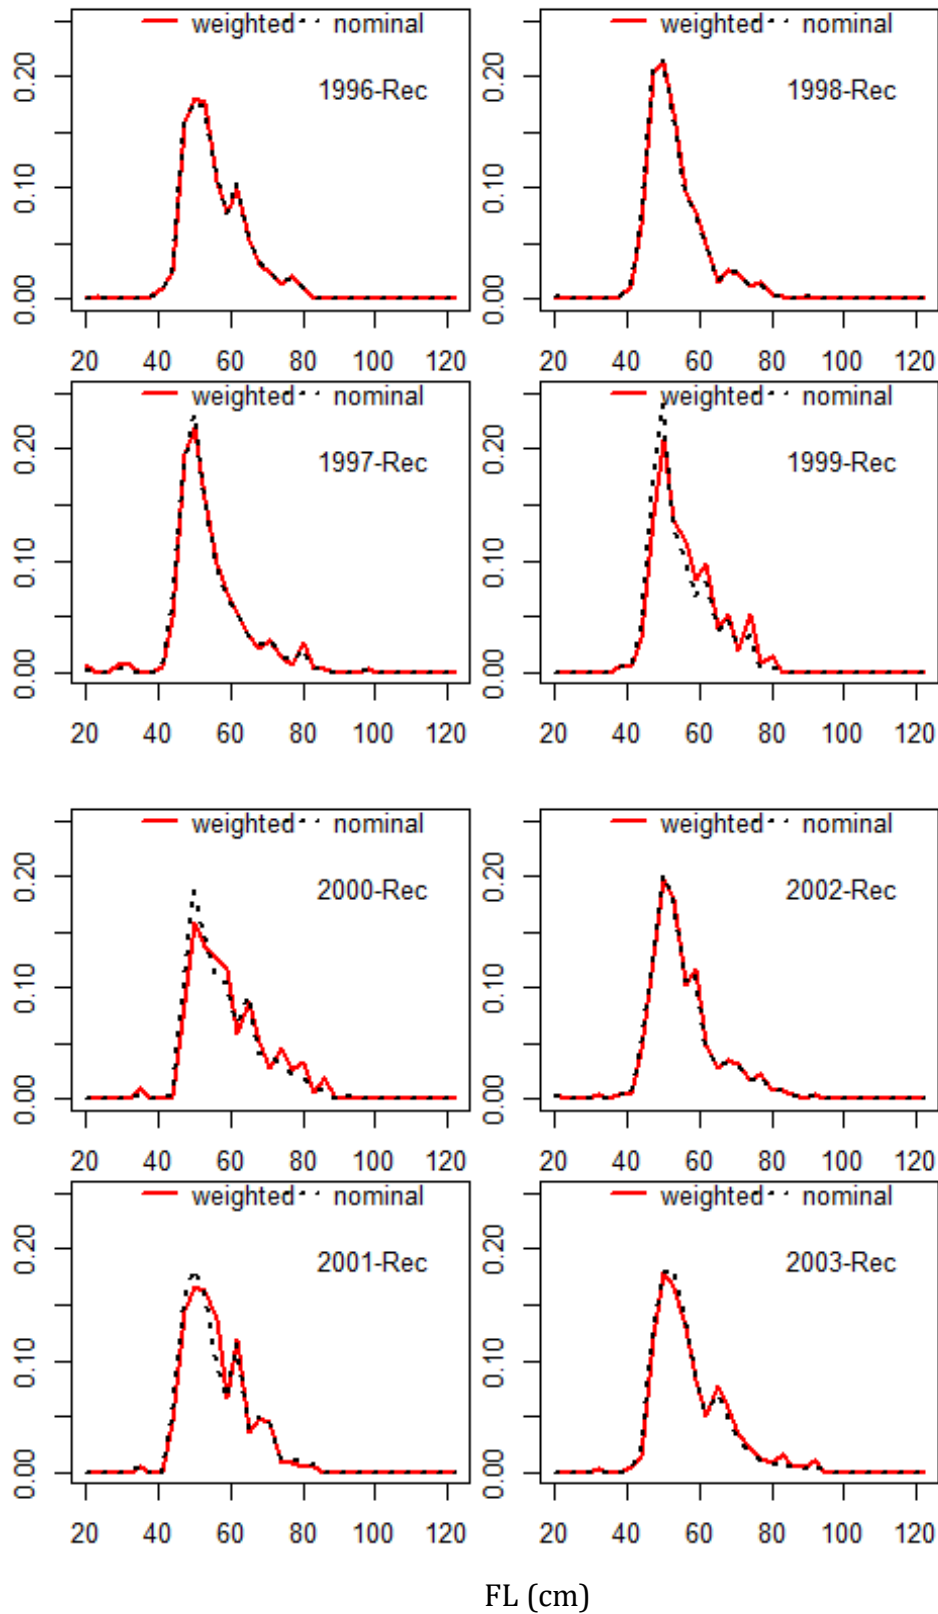 weighted nominal weighted nominal
0.00 0.10 0.20 1996-Rec 0.00 0.10 0.20 1998-Rec
20 40 60 80 100 120 20 40 60 80 100 120
weighted nominal weighted nominal
0.00 0.10 0.20 1997-Rec 0.00 0.10 0.20 1999-Rec
20 40 60 80 100 120 20 40 60 80 100 120
weighted nominal weighted nominal
0.00 0.10 0.20 2000-Rec 0.00 0.10 0.20 2002-Rec
20 40 60 80 100 120 20 40 60 80 100 120
weighted nominal weighted nominal
0.00 0.10 0.20 2001-Rec 0.00 0.10 0.20 2003-Rec
20 40 60 80 100 120 20 40 60 80 100 120
FL (cm)